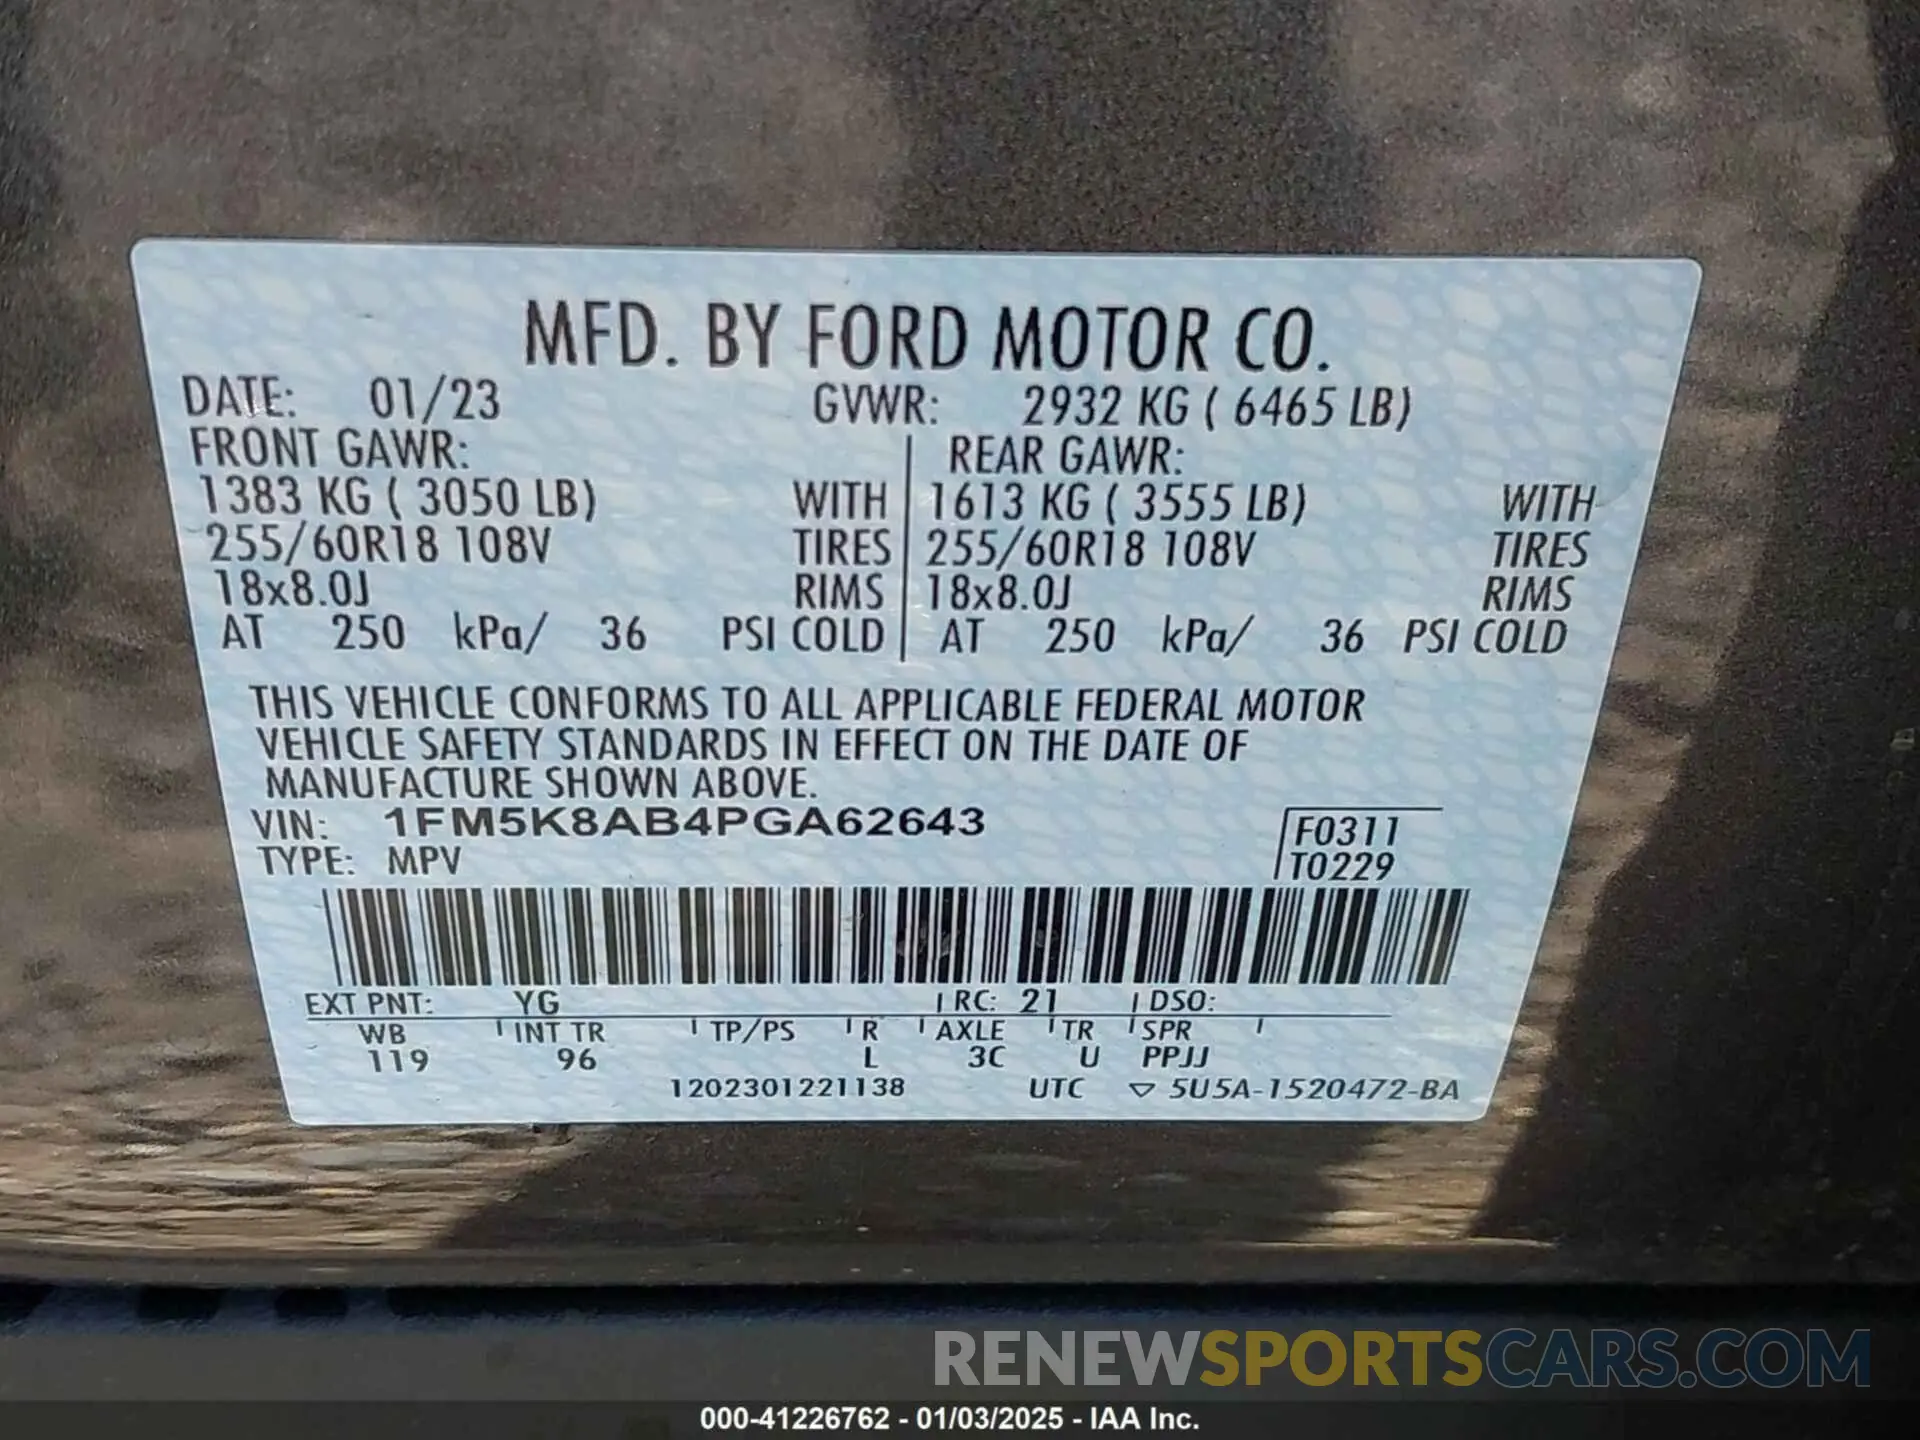 MFD. BY FORD MOTOR CO.
DATE: 01/23 GVWR: 2932 KG ( 6465 LB)
FRONT GAWR: REAR GAWR:
1383 KG ( 3050 LB) WITH 1613 KG ( 3555 LB) WITH
255/60R18 108V TIRES 255/60R18 108V TIRES
18x8.0J RIMS 18x8.0J RIMS
AT 250 kPa/ 36 PSI COLD AT 250 kPa/ 36 PSI COLD
THIS VEHICLE CONFORMS TO ALL APPLICABLE FEDERAL MOTOR
VEHICLE SAFETY STANDARDS IN EFFECT ON THE DATE OF
MANUFACTURE SHOWN ABOVE.
VIN: 1FM5K8AB4PGA62643 F0311
TYPE: MPV T0229
EXT PNT: YG RC: 21 DSO:
WB INT TR TP/PS R AXLE TR SPR
119 96 L 3C U PPJJ
1202301221138 UTC ▽ 5U5A-1520472-BA
RENEWSPORTSCARS.COM
000-41226762 - 01/03/2025 - IAA Inc.